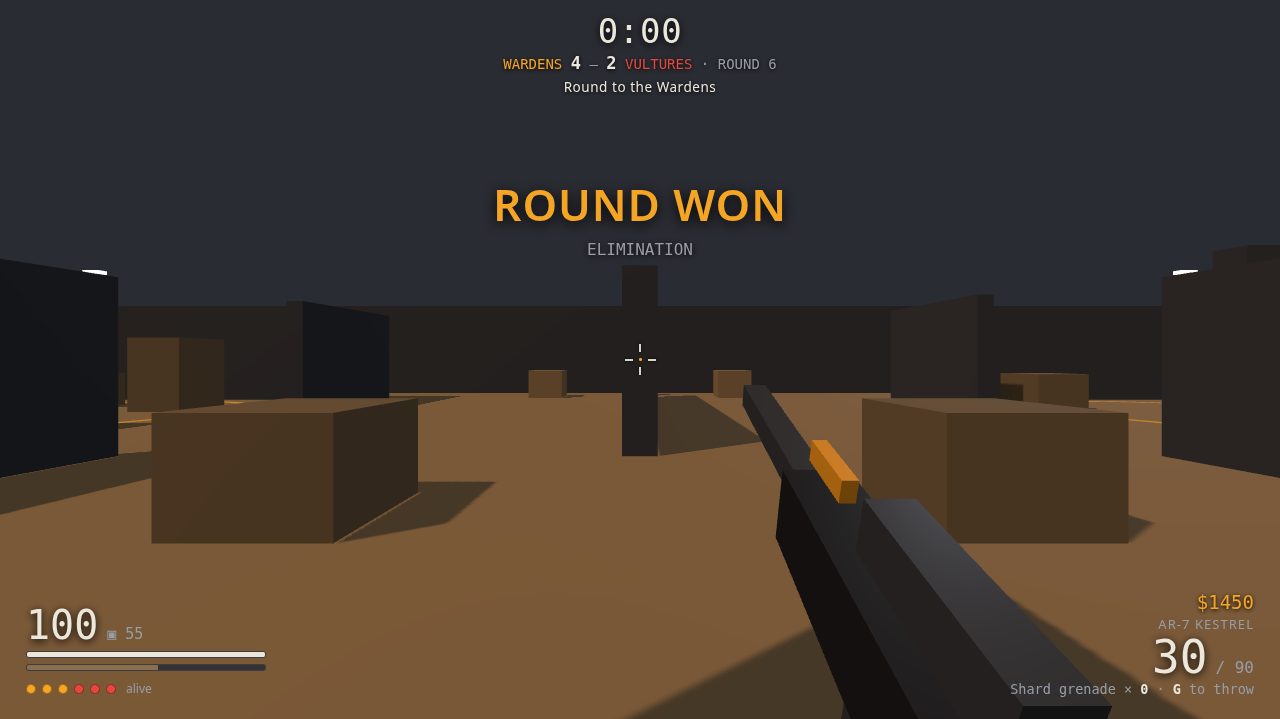 0:00
WARDENS 4 – 2 VULTURES · ROUND 6
Round to the Wardens
ROUND WON
ELIMINATION
100 ▣ 55
alive
$1450
AR-7 KESTREL
30 / 90
Shard grenade × 0 · G to throw